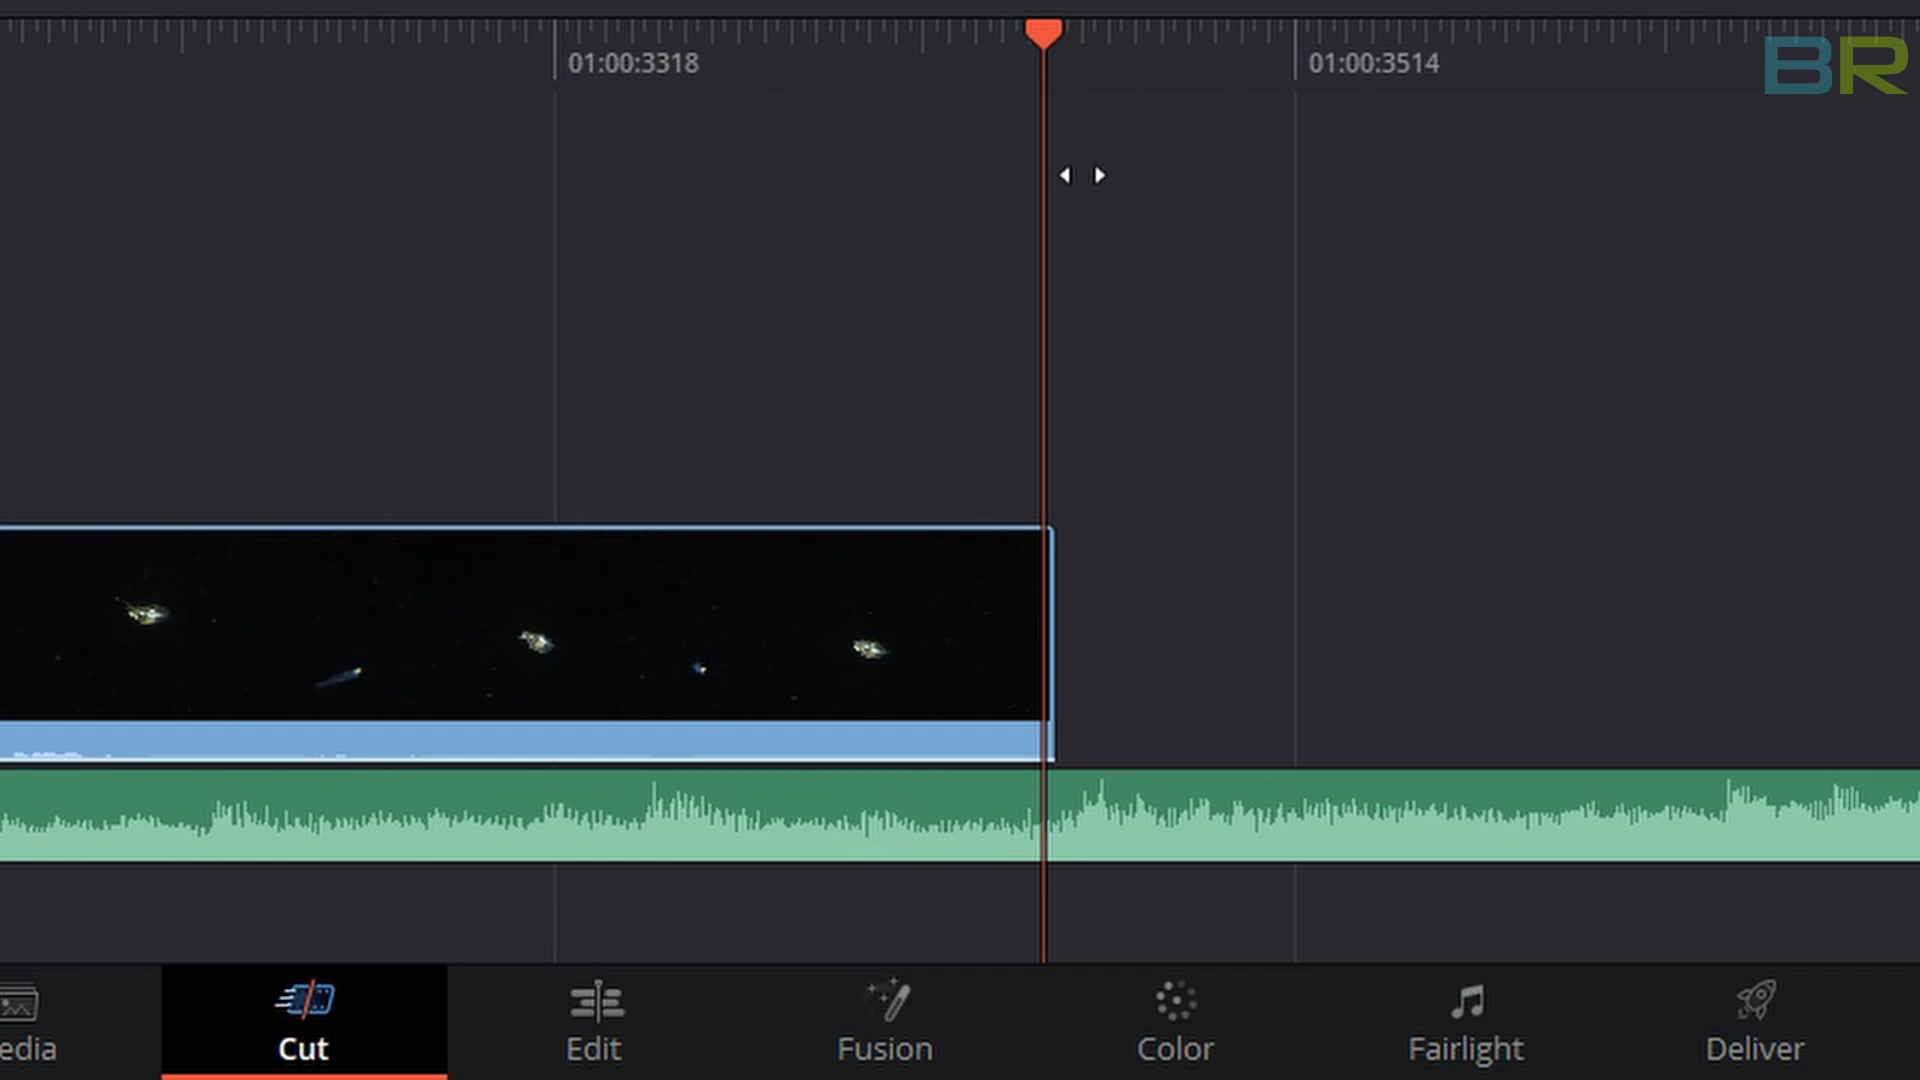 01:00:3318
01:00:3514
BR
edia
Cut
Edit
Fusion
Color
Fairlight
Deliver